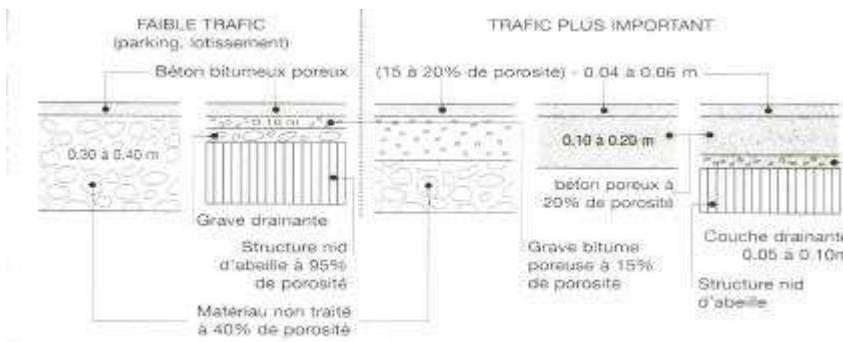 FAIBLE TRAFIC
(parking, lotissement)
TRAFIC PLUS IMPORTANT
Béton bitumeux poreux
(15 à 20% de porosité) - 0.04 à 0.06 m
0.30 à 0.40 m
0.10 m
0.10 à 0.20 m
Grave drainante
Structure nid
d'abeille à 95%
de porosité
Matériau non traité
à 40% de porosité
Grave bitume
poreuse à 15%
de porosité
béton poreux à
20% de porosité
Couche drainante
0.05 à 0.10m
Structure nid
d'abeille